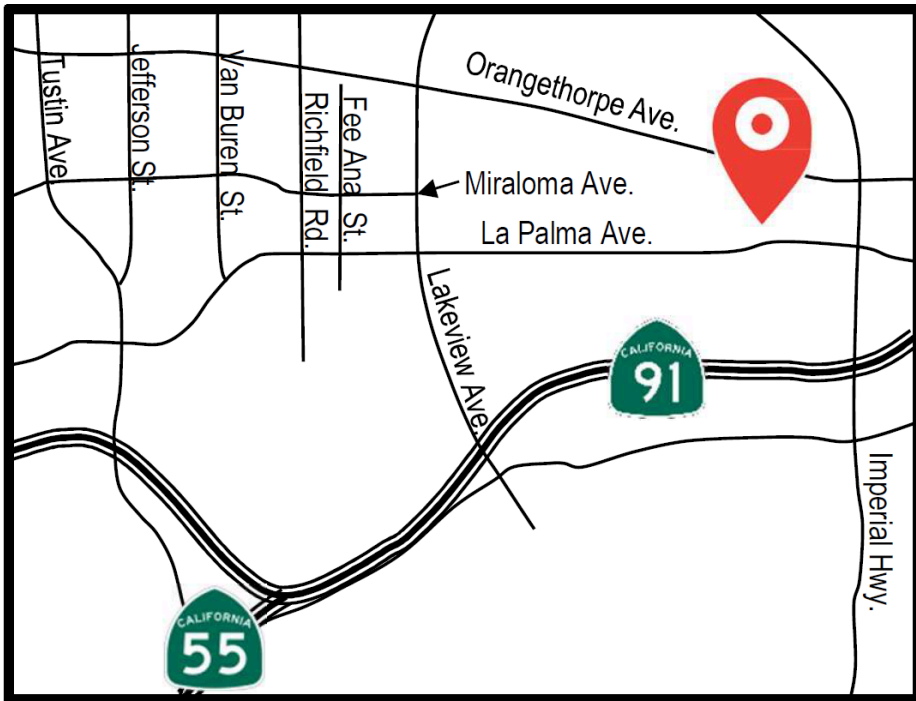 Tustin Ave.
Jefferson St.
Van Buren St.
Richfield Rd.
Fee Ana St.
Orangethorpe Ave.
Miraloma Ave.
La Palma Ave.
Lakeview Ave.
CALIFORNIA
91
Imperial Hwy.
CALIFORNIA
55